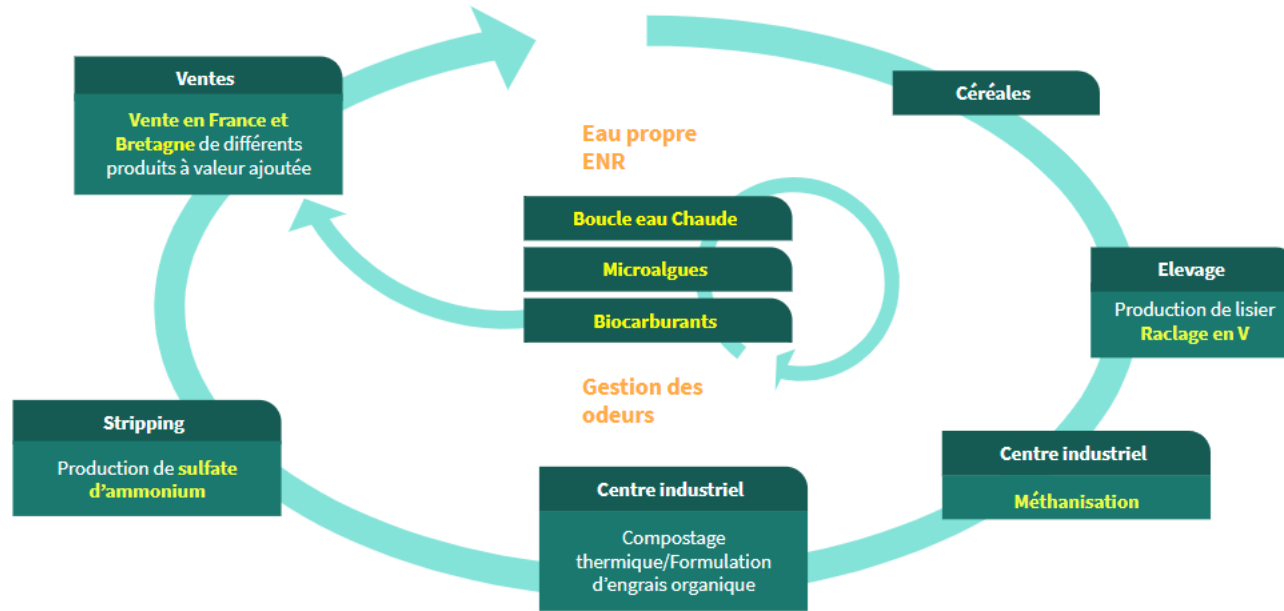 Ventes
Vente en France et
Bretagne de différents
produits à valeur ajoutée
Céréales
Eau propre
ENR
Boucle eau Chaude
Microalgues
Biocarburants
Elevage
Production de lisier
Raclage en V
Gestion des
odeurs
Stripping
Production de sulfate
d'ammonium
Centre industriel
Compostage
thermique/Formulation
d'engrais organique
Centre industriel
Méthanisation